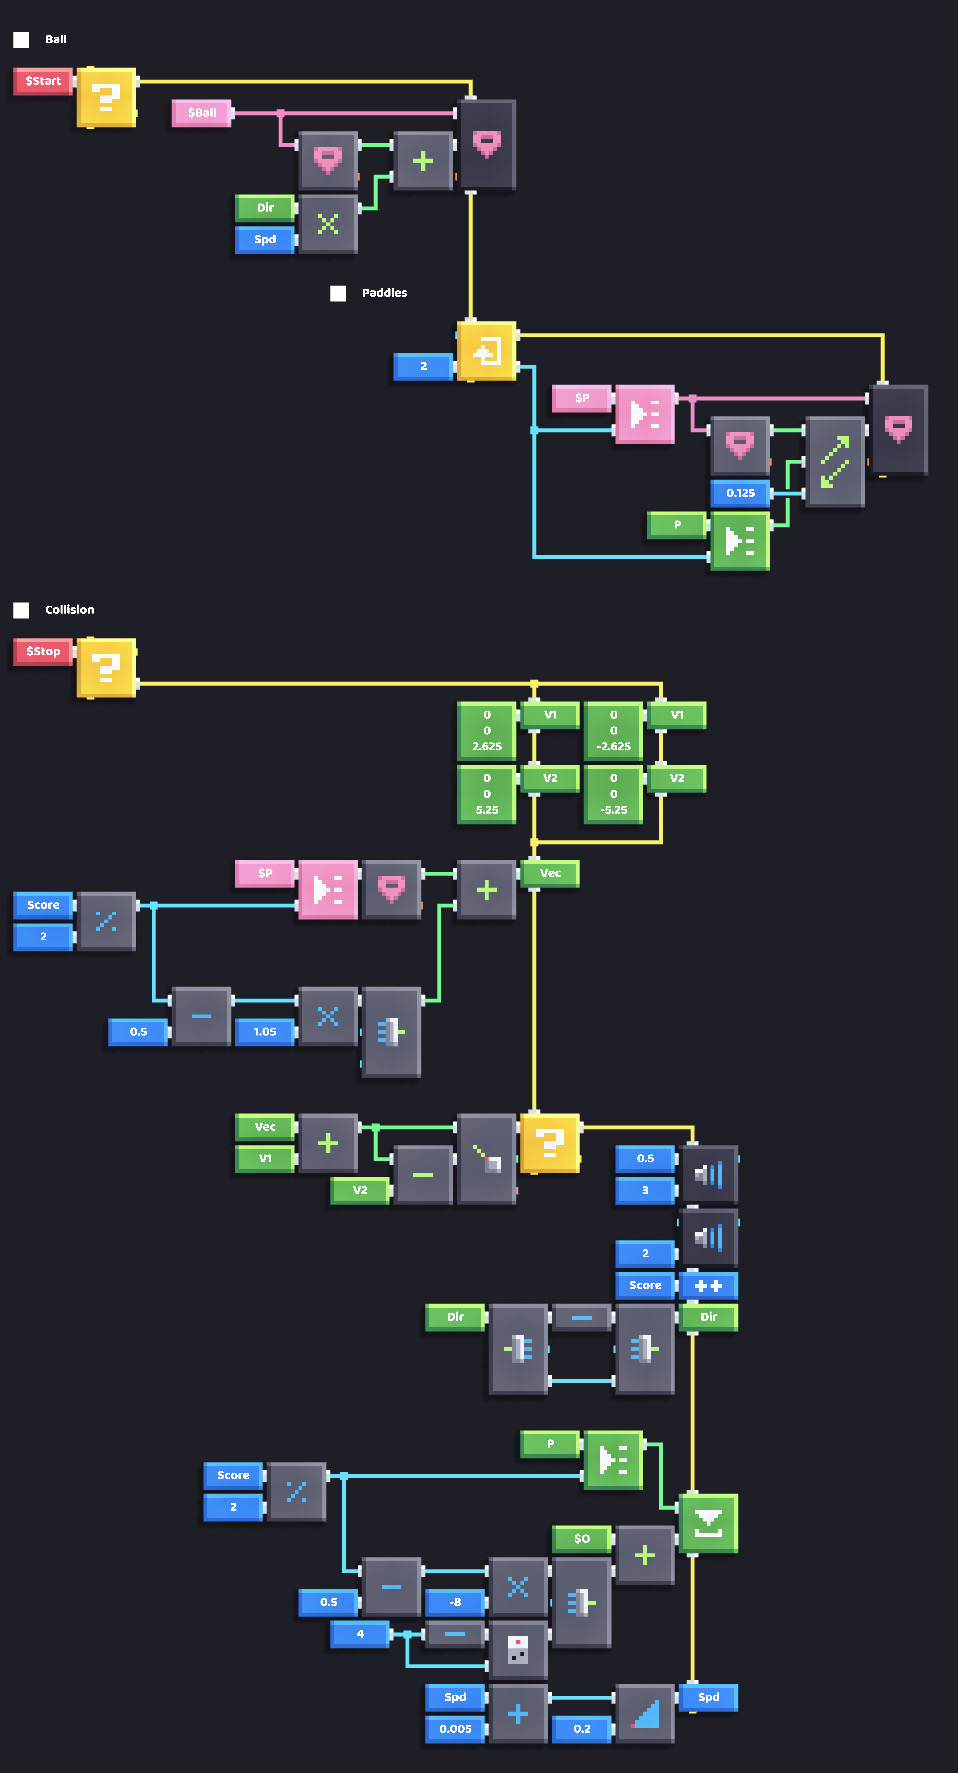 Ball
$Start
$Ball
Dir
Spd
Paddles
2
$P
0.125
P
Collision
$Stop
0
0
2.625
V1
0
0
-2.625
V1
0
0
5.25
V2
0
0
-5.25
V2
$P
Vec
Score
2
0.5
1.05
Vec
V1
V2
0.5
3
2
Score
Dir
Dir
P
Score
2
$O
0.5
-8
4
Spd
Spd
0.005
0.2